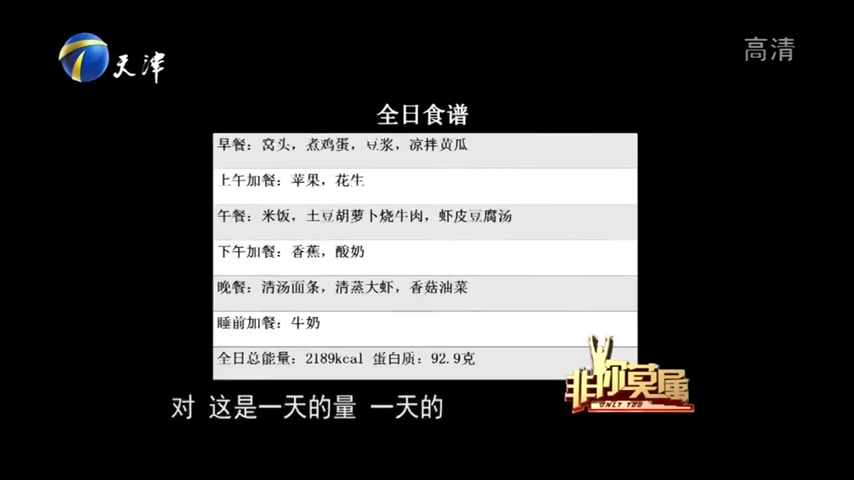 天津
高清
全日食谱
早餐：窝头，煮鸡蛋，豆浆，凉拌黄瓜
上午加餐：苹果，花生
午餐：米饭，土豆胡萝卜烧牛肉，虾皮豆腐汤
下午加餐：香蕉，酸奶
晚餐：清汤面条，清蒸大虾，香菇油菜
睡前加餐：牛奶
全日总能量：2189kcal 蛋白质：92.9克
非你莫属
ONLY YOU
对 这是一天的量 一天的